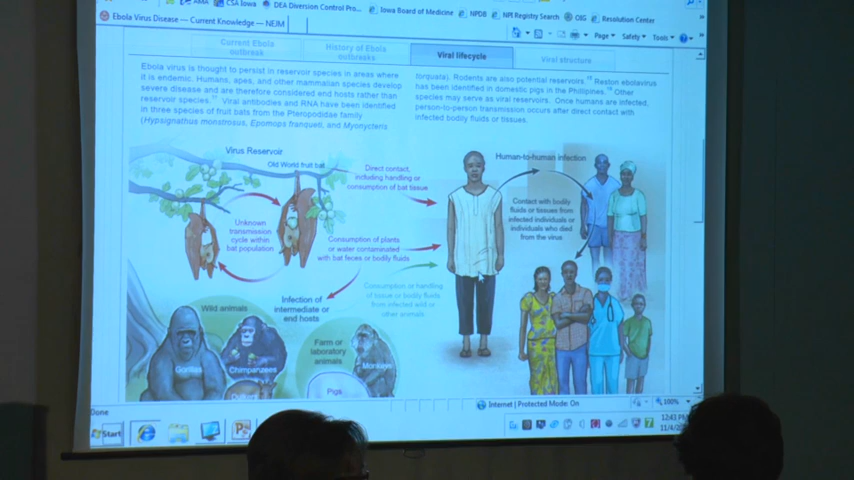 AMA CSA Iowa DEA Diversion Control Pro... Iowa Board of Medicine NPDB NPI Registry Search OIG Resolution Center
Ebola Virus Disease — Current Knowledge — NEJM
Page Safety Tools
Current Ebola
outbreak
History of Ebola
outbreaks
Viral lifecycle
Viral structure
Ebola virus is thought to persist in reservoir species in areas where
it is endemic. Humans, apes, and other mammalian species develop
severe disease and are therefore considered end hosts rather than
reservoir species. Viral antibodies and RNA have been identified
in three species of fruit bats from the Pteropodidae family
(Hypsignathus monstrosus, Epomops franqueti, and Myonycteris
torquata). Rodents are also potential reservoirs. Reston ebolavirus
has been identified in domestic pigs in the Phillipines. Other
species may serve as viral reservoirs. Once humans are infected,
person-to-person transmission occurs after direct contact with
infected bodily fluids or tissues.
Virus Reservoir
Old World fruit bat
Unknown
transmission
cycle within
bat population
Direct contact,
including handling or
consumption of bat tissue
Consumption of plants
or water contaminated
with bat feces or bodily fluids
Consumption or handling
of tissue or bodily fluids
from infected wild or
other animals
Infection of
intermediate or
end hosts
Human-to-human infection
Contact with bodily
fluids or tissues from
infected individuals or
individuals who died
from the virus
Wild animals
Gorillas
Chimpanzees
Farm or
laboratory
animals
Monkeys
Pigs
Done
Internet | Protected Mode: On
100%
Start
12:43 PM